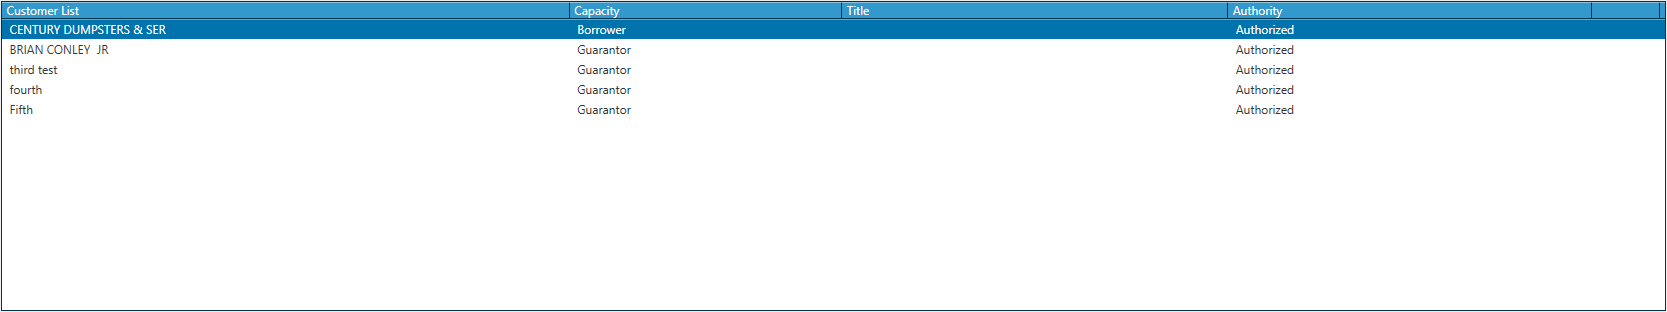 Customer List Capacity Title Authority
CENTURY DUMPSTERS & SER Borrower Authorized
BRIAN CONLEY  JR Guarantor Authorized
third test Guarantor Authorized
fourth Guarantor Authorized
Fifth Guarantor Authorized